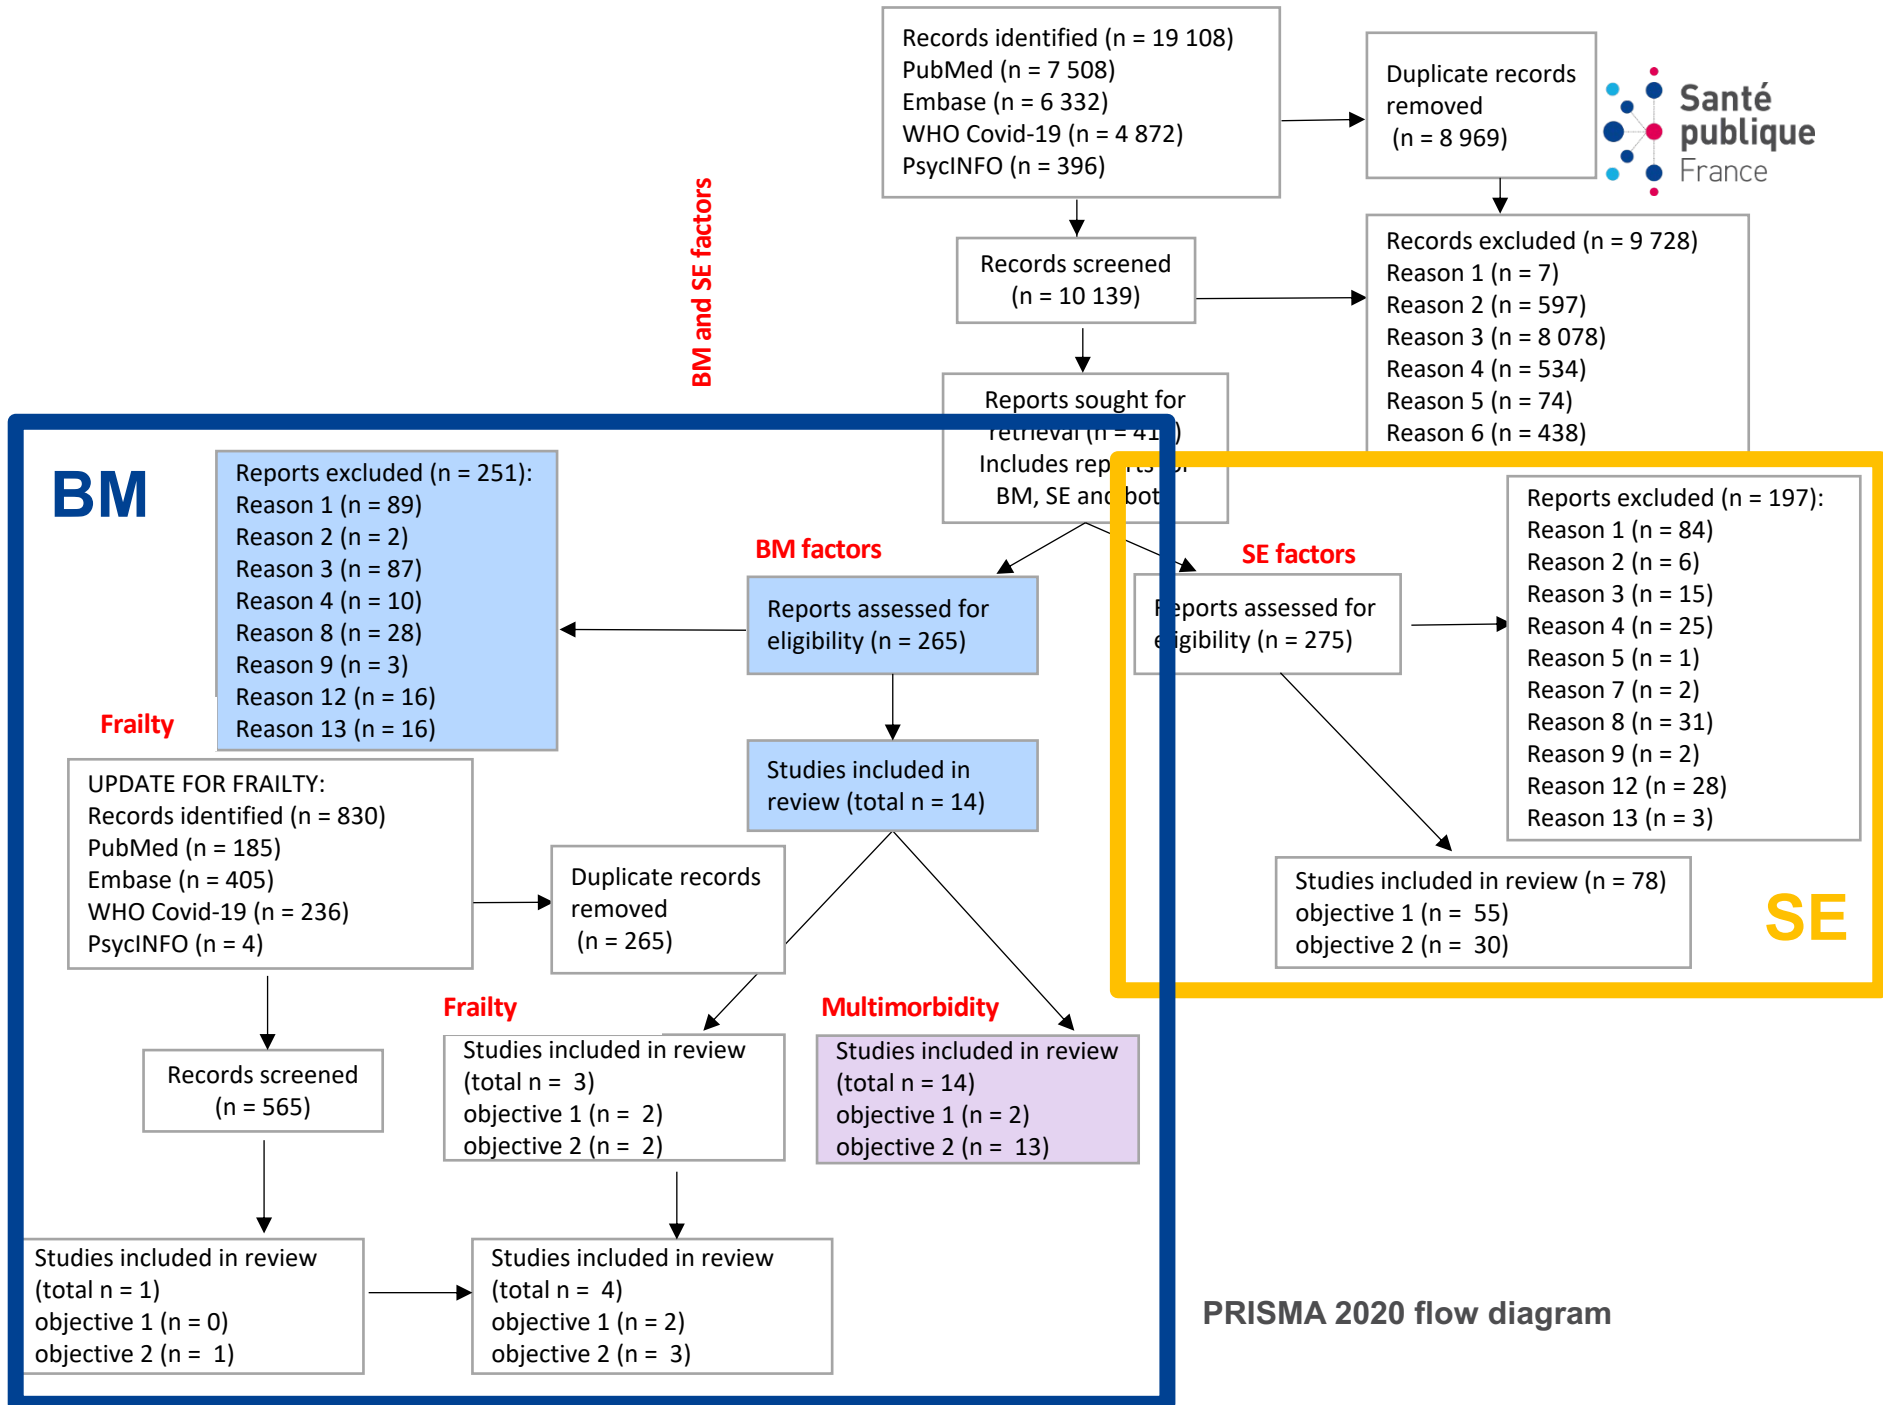 Records identified (n = 19 108)
PubMed (n = 7 508)
Embase (n = 6 332)
WHO Covid-19 (n = 4 872)
PsycINFO (n = 396)
Duplicate records
removed
(n = 8 969)
Santé
publique
France
BM and SE factors
Records screened
(n = 10 139)
Records excluded (n = 9 728)
Reason 1 (n = 7)
Reason 2 (n = 597)
Reason 3 (n = 8 078)
Reason 4 (n = 534)
Reason 5 (n = 74)
Reason 6 (n = 438)
Reports sought for
retrieval (n = 41
Includes reports
BM, SE and
BM
Reports excluded (n = 251):
Reason 1 (n = 89)
Reason 2 (n = 2)
Reason 3 (n = 87)
Reason 4 (n = 10)
Reason 8 (n = 28)
Reason 9 (n = 3)
Reason 12 (n = 16)
Reason 13 (n = 16)
BM factors
Reports assessed for
eligibility (n = 265)
SE factors
Reports assessed for
eligibility (n = 275)
Reports excluded (n = 197):
Reason 1 (n = 84)
Reason 2 (n = 6)
Reason 3 (n = 15)
Reason 4 (n = 25)
Reason 5 (n = 1)
Reason 7 (n = 2)
Reason 8 (n = 31)
Reason 9 (n = 2)
Reason 12 (n = 28)
Reason 13 (n = 3)
Studies included in review (n = 78)
objective 1 (n =  55)
objective 2 (n =  30)
SE
Studies included in
review (total n = 14)
Frailty
UPDATE FOR FRAILTY:
Records identified (n = 830)
PubMed (n = 185)
Embase (n = 405)
WHO Covid-19 (n = 236)
PsycINFO (n = 4)
Duplicate records
removed
(n = 265)
Records screened
(n = 565)
Frailty
Studies included in review
(total n =  3)
objective 1 (n =  2)
objective 2 (n =  2)
Multimorbidity
Studies included in review
(total n = 14)
objective 1 (n = 2)
objective 2 (n =  13)
Studies included in review
(total n = 1)
objective 1 (n = 0)
objective 2 (n =  1)
Studies included in review
(total n =  4)
objective 1 (n = 2)
objective 2 (n =  3)
PRISMA 2020 flow diagram